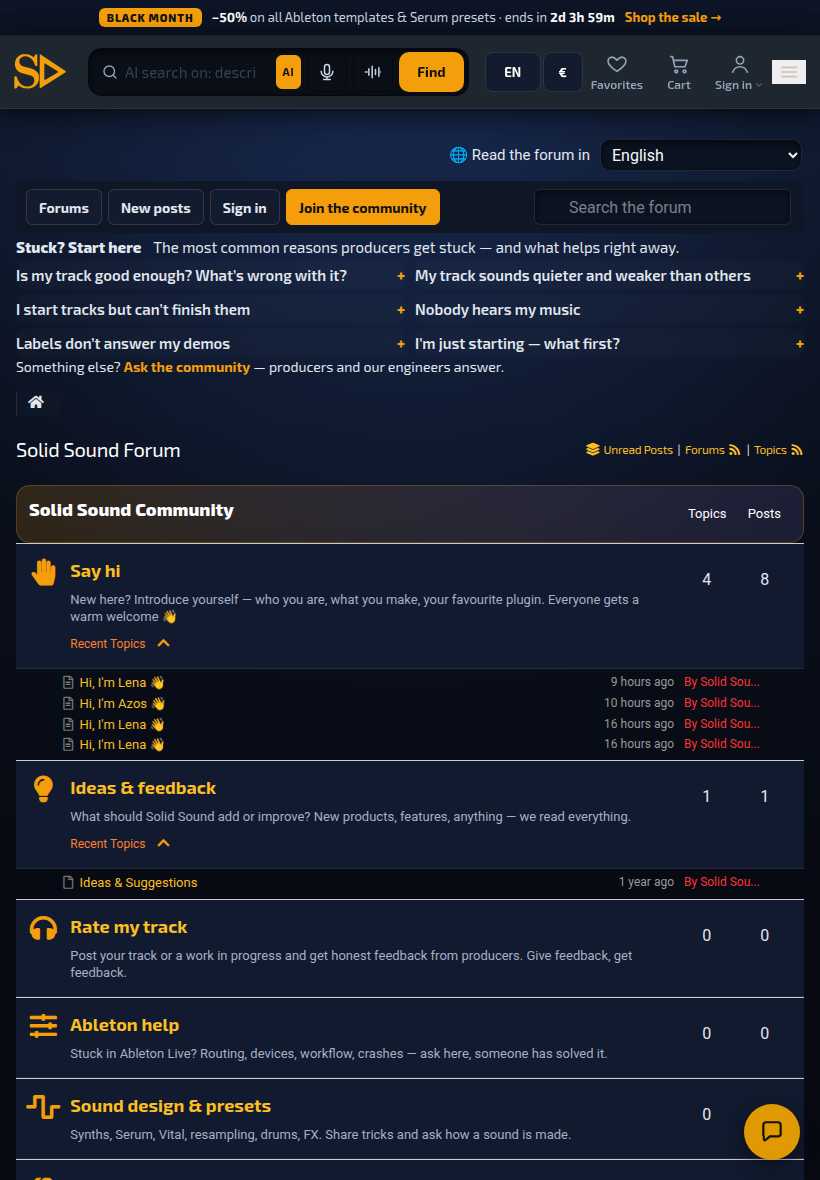 BLACK MONTH −50% on all Ableton templates & Serum presets · ends in 2d 3h 59m Shop the sale →
AI search on: descri AI Find EN € Favorites Cart Sign in
🌐 Read the forum in English
Forums New posts Sign in Join the community Search the forum
Stuck? Start here The most common reasons producers get stuck — and what helps right away.
Is my track good enough? What's wrong with it? + My track sounds quieter and weaker than others +
I start tracks but can't finish them + Nobody hears my music +
Labels don't answer my demos + I'm just starting — what first?  +
Something else? Ask the community — producers and our engineers answer.
Solid Sound Forum Unread Posts | Forums | Topics
Solid Sound Community Topics Posts
Say hi 4 8
New here? Introduce yourself — who you are, what you make, your favourite plugin. Everyone gets a
warm welcome 👋
Recent Topics
Hi, I'm Lena 👋 9 hours ago By Solid Sou...
Hi, I'm Azos 👋 10 hours ago By Solid Sou...
Hi, I'm Lena 👋 16 hours ago By Solid Sou...
Hi, I'm Lena 👋 16 hours ago By Solid Sou...
Ideas & feedback 1 1
What should Solid Sound add or improve? New products, features, anything — we read everything.
Recent Topics
Ideas & Suggestions 1 year ago By Solid Sou...
Rate my track 0 0
Post your track or a work in progress and get honest feedback from producers. Give feedback, get
feedback.
Ableton help 0 0
Stuck in Ableton Live? Routing, devices, workflow, crashes — ask here, someone has solved it.
Sound design & presets 0
Synths, Serum, Vital, resampling, drums, FX. Share tricks and ask how a sound is made.